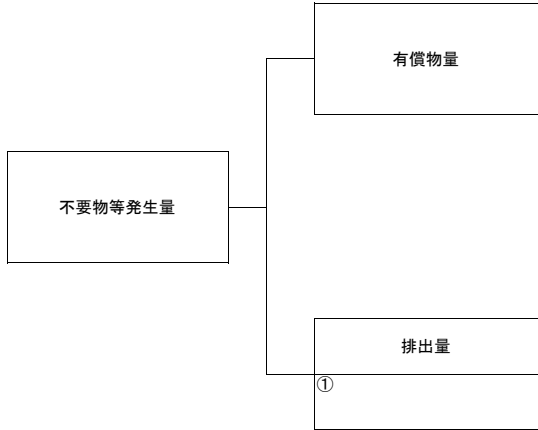 有償物量
不要物等発生量
排出量
①